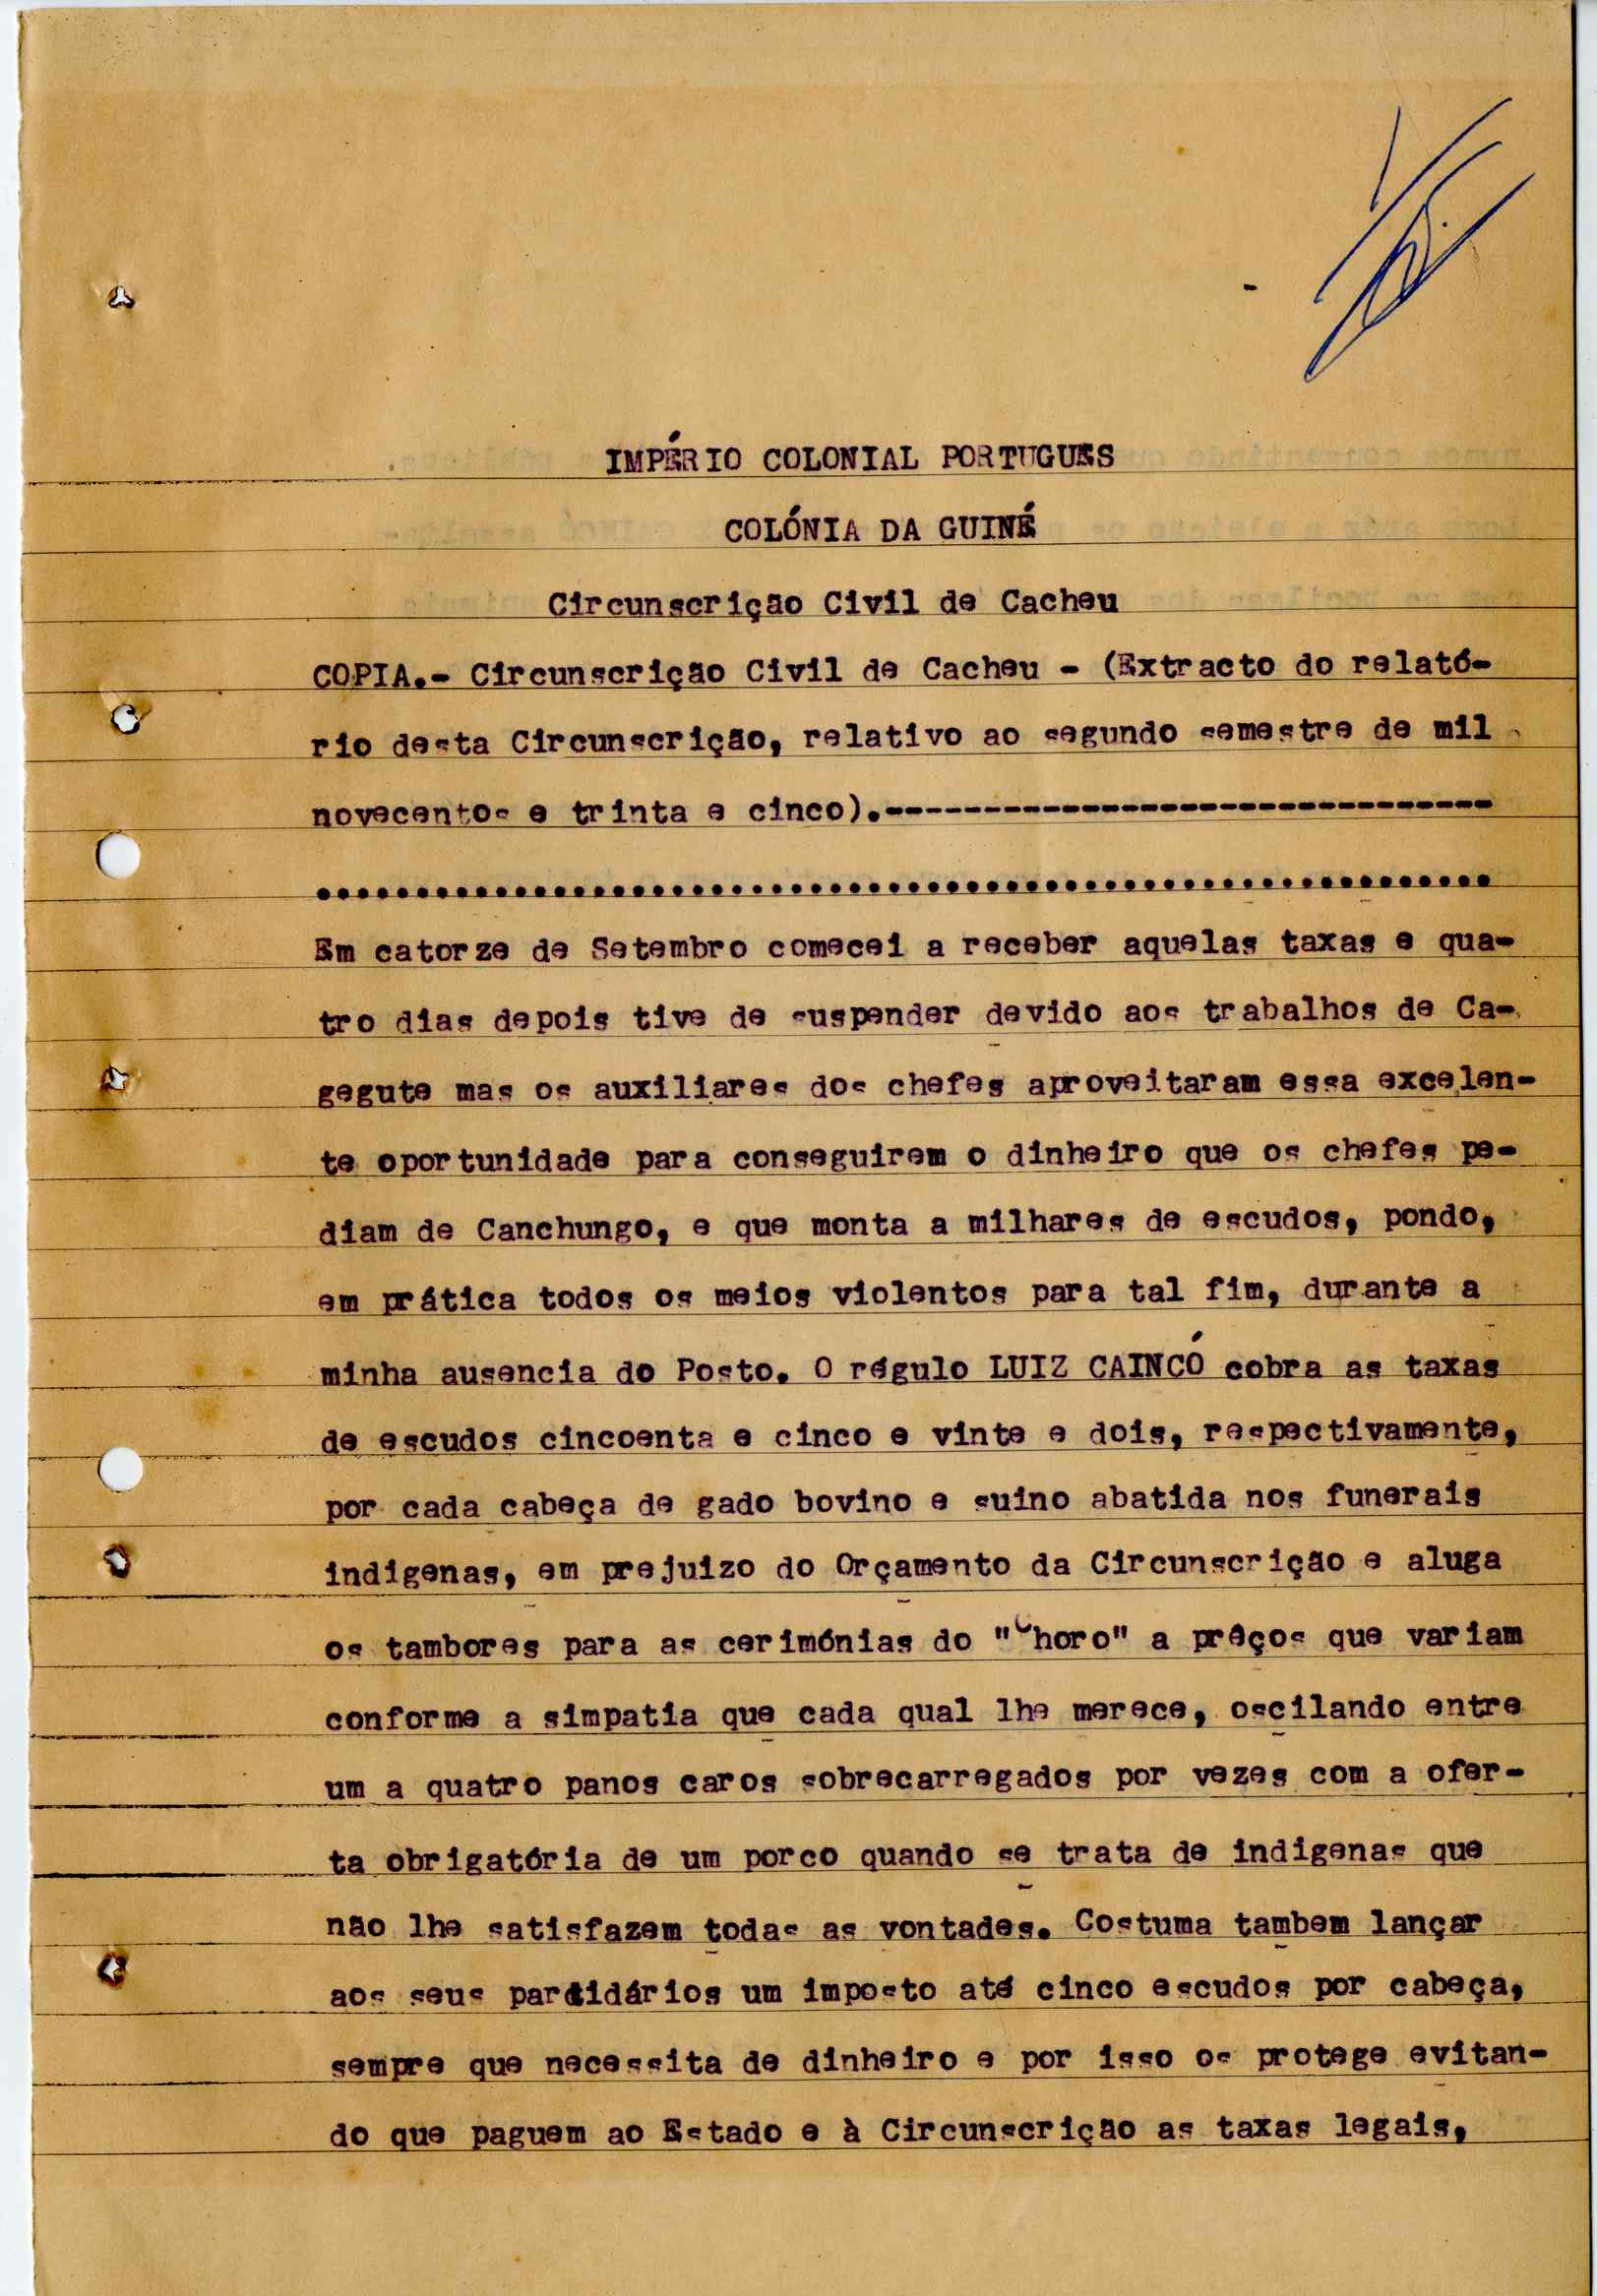 IMPÉRIO COLONIAL PORTUGUES
COLÓNIA DA GUINÉ
Circunscrição Civil de Cacheu
COPIA.- Circunscrição Civil de Cacheu - (Extracto do relató-
rio desta Circunscrição, relativo ao segundo semestre de mil
novecentos e trinta e cinco).------------------------------
...........................................................
Em catorze de Setembro comecei a receber aquelas taxas e qua-
tro dias depois tive de suspender devido aos trabalhos de Ca-
gegute mas os auxiliares dos chefes aproveitaram essa excelen-
te oportunidade para conseguirem o dinheiro que os chefes pe-
diam de Canchungo, e que monta a milhares de escudos, pondo,
em prática todos os meios violentos para tal fim, durante a
minha ausencia do Posto. O régulo LUIZ CAINCÓ cobra as taxas
de escudos cincoenta e cinco e vinte e dois, respectivamente,
por cada cabeça de gado bovino e suino abatida nos funerais
indigenas, em prejuizo do Orçamento da Circunscrição e aluga
os tambores para as cerimónias do "Choro" a prêços que variam
conforme a simpatia que cada qual lhe merece, oscilando entre
um a quatro panos caros sobrecarregados por vezes com a ofer-
ta obrigatória de um porco quando se trata de indigenas que
não lhe satisfazem todas as vontades. Costuma tambem lançar
aos seus partidários um imposto até cinco escudos por cabeça,
sempre que necessita de dinheiro e por isso os protege evitan-
do que paguem ao Estado e à Circunscrição as taxas legais,